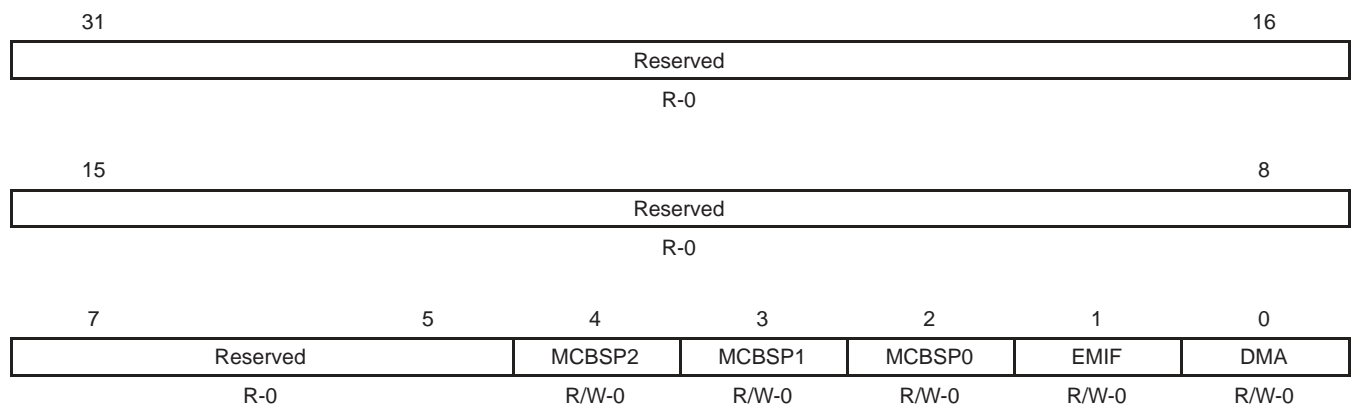 31 16
Reserved
R-0
15 8
Reserved
R-0
7 5 4 3 2 1 0
Reserved MCBSP2 MCBSP1 MCBSP0 EMIF DMA
R-0 R/W-0 R/W-0 R/W-0 R/W-0 R/W-0